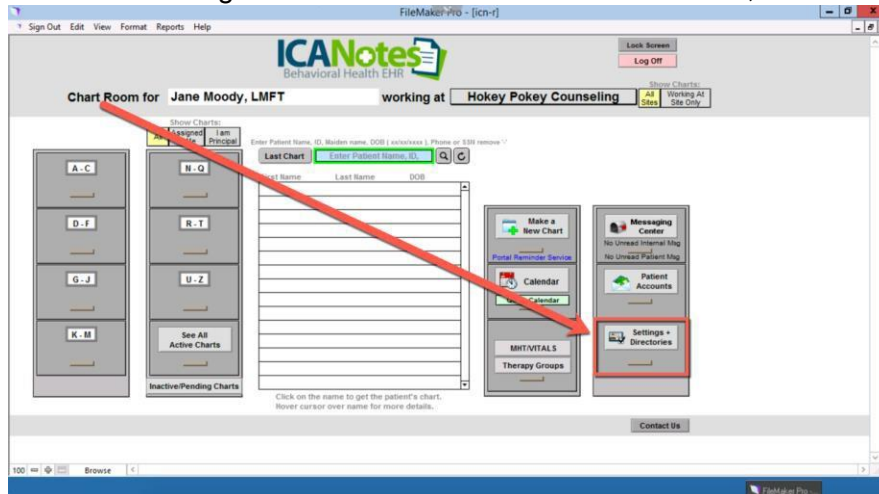 FileMaker Pro - [icn-r]
Sign Out Edit View Format Reports Help
ICANotes
Behavioral Health EHR
Lock Screen
Log Off
Show Charts:
All Sites
Working At Site Only
Chart Room for Jane Moody, LMFT working at Hokey Pokey Counseling
Show Charts:
Assigned
I am Principal
Enter Patient Name, ID, Maiden name, DOB ( xx/xx/xxxx ), Phone or SSN remove '-/'
Last Chart
Enter Patient Name, ID,
Last Name DOB
A - C
N - Q
D - F
R - T
G - J
U - Z
K - M
See All
Active Charts
Inactive/Pending Charts
Make a
New Chart
Portal Reminder Service
Calendar
Calendar
MHT/VITALS
Therapy Groups
Messaging
Center
No Unread Internal Msg
No Unread Patient Msg
Patient
Accounts
Settings +
Directories
Click on the name to get the patient's chart.
Hover cursor over name for more details.
Contact Us
100
Browse
FileMaker Pro -...